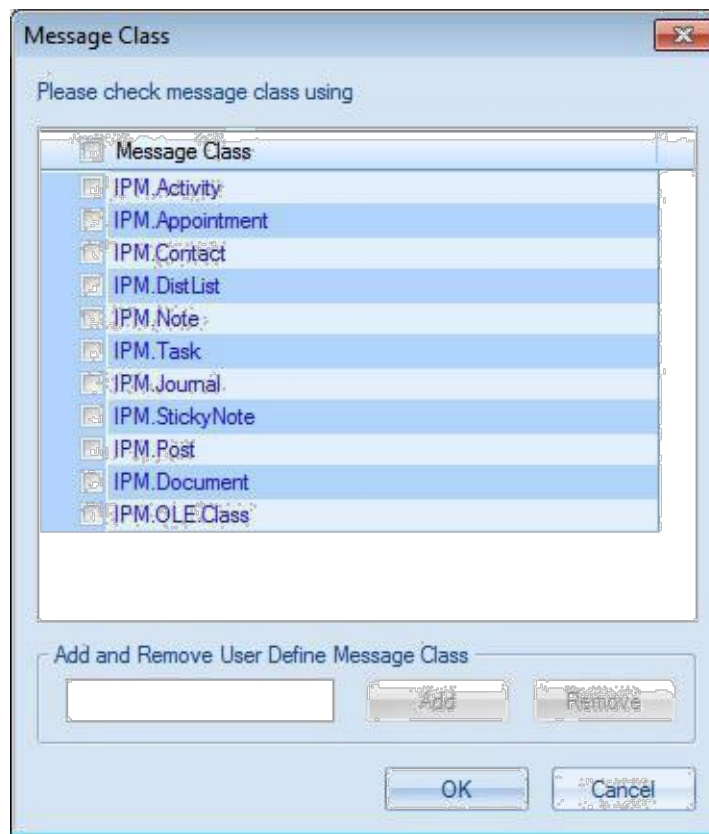 Message Class
Please check message class using
Message Class
IPM.Activity
IPM.Appointment
IPM.Contact
IPM.DistList
IPM.Note
IPM.Task
IPM.Journal
IPM.StickyNote
IPM.Post
IPM.Document
IPM.OLE.Class
Add and Remove User Define Message Class
Add Remove
OK Cancel